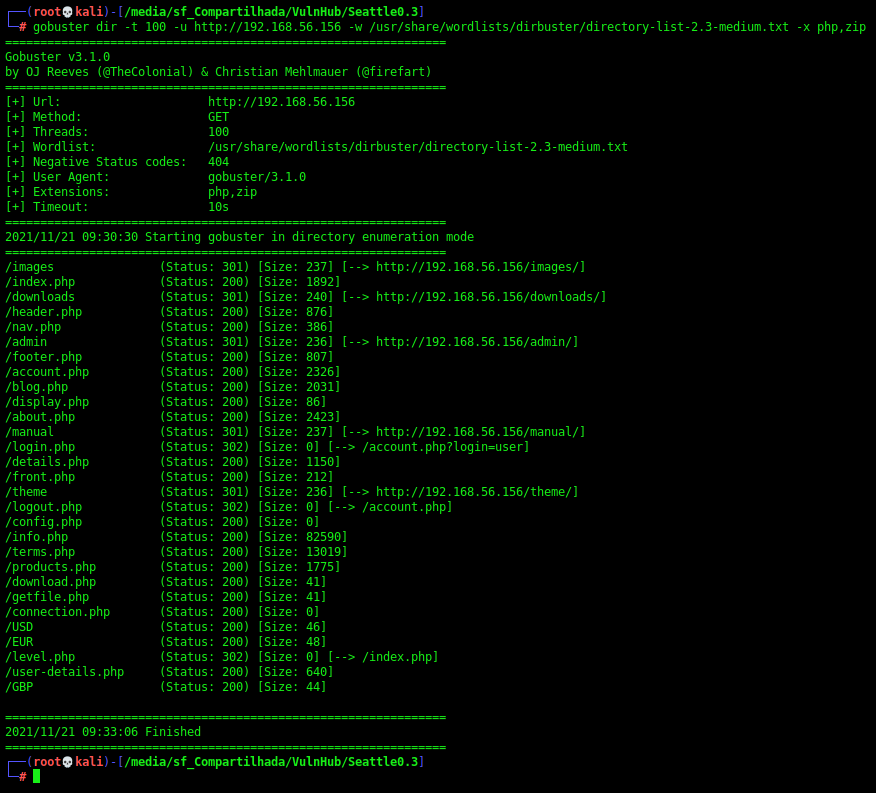 ┌──(root💀kali)-[/media/sf_Compartilhada/VulnHub/Seattle0.3]
└─# gobuster dir -t 100 -u http://192.168.56.156 -w /usr/share/wordlists/dirbuster/directory-list-2.3-medium.txt -x php,zip
===============================================================
Gobuster v3.1.0
by OJ Reeves (@TheColonial) & Christian Mehlmauer (@firefart)
===============================================================
[+] Url:                     http://192.168.56.156
[+] Method:                  GET
[+] Threads:                 100
[+] Wordlist:                /usr/share/wordlists/dirbuster/directory-list-2.3-medium.txt
[+] Negative Status codes:   404
[+] User Agent:              gobuster/3.1.0
[+] Extensions:              php,zip
[+] Timeout:                 10s
===============================================================
2021/11/21 09:30:30 Starting gobuster in directory enumeration mode
===============================================================
/images               (Status: 301) [Size: 237] [--> http://192.168.56.156/images/]
/index.php            (Status: 200) [Size: 1892]
/downloads            (Status: 301) [Size: 240] [--> http://192.168.56.156/downloads/]
/header.php           (Status: 200) [Size: 876]
/nav.php              (Status: 200) [Size: 386]
/admin                (Status: 301) [Size: 236] [--> http://192.168.56.156/admin/]
/footer.php           (Status: 200) [Size: 807]
/account.php          (Status: 200) [Size: 2326]
/blog.php             (Status: 200) [Size: 2031]
/display.php          (Status: 200) [Size: 86]
/about.php            (Status: 200) [Size: 2423]
/manual               (Status: 301) [Size: 237] [--> http://192.168.56.156/manual/]
/login.php            (Status: 302) [Size: 0] [--> /account.php?login=user]
/details.php          (Status: 200) [Size: 1150]
/front.php            (Status: 200) [Size: 212]
/theme                (Status: 301) [Size: 236] [--> http://192.168.56.156/theme/]
/logout.php           (Status: 302) [Size: 0] [--> /account.php]
/config.php           (Status: 200) [Size: 0]
/info.php             (Status: 200) [Size: 82590]
/terms.php            (Status: 200) [Size: 13019]
/products.php         (Status: 200) [Size: 1775]
/download.php         (Status: 200) [Size: 41]
/getfile.php          (Status: 200) [Size: 41]
/connection.php       (Status: 200) [Size: 0]
/USD                  (Status: 200) [Size: 46]
/EUR                  (Status: 200) [Size: 48]
/level.php            (Status: 302) [Size: 0] [--> /index.php]
/user-details.php     (Status: 200) [Size: 640]
/GBP                  (Status: 200) [Size: 44]
===============================================================
2021/11/21 09:33:06 Finished
===============================================================
┌──(root💀kali)-[/media/sf_Compartilhada/VulnHub/Seattle0.3]
└─#